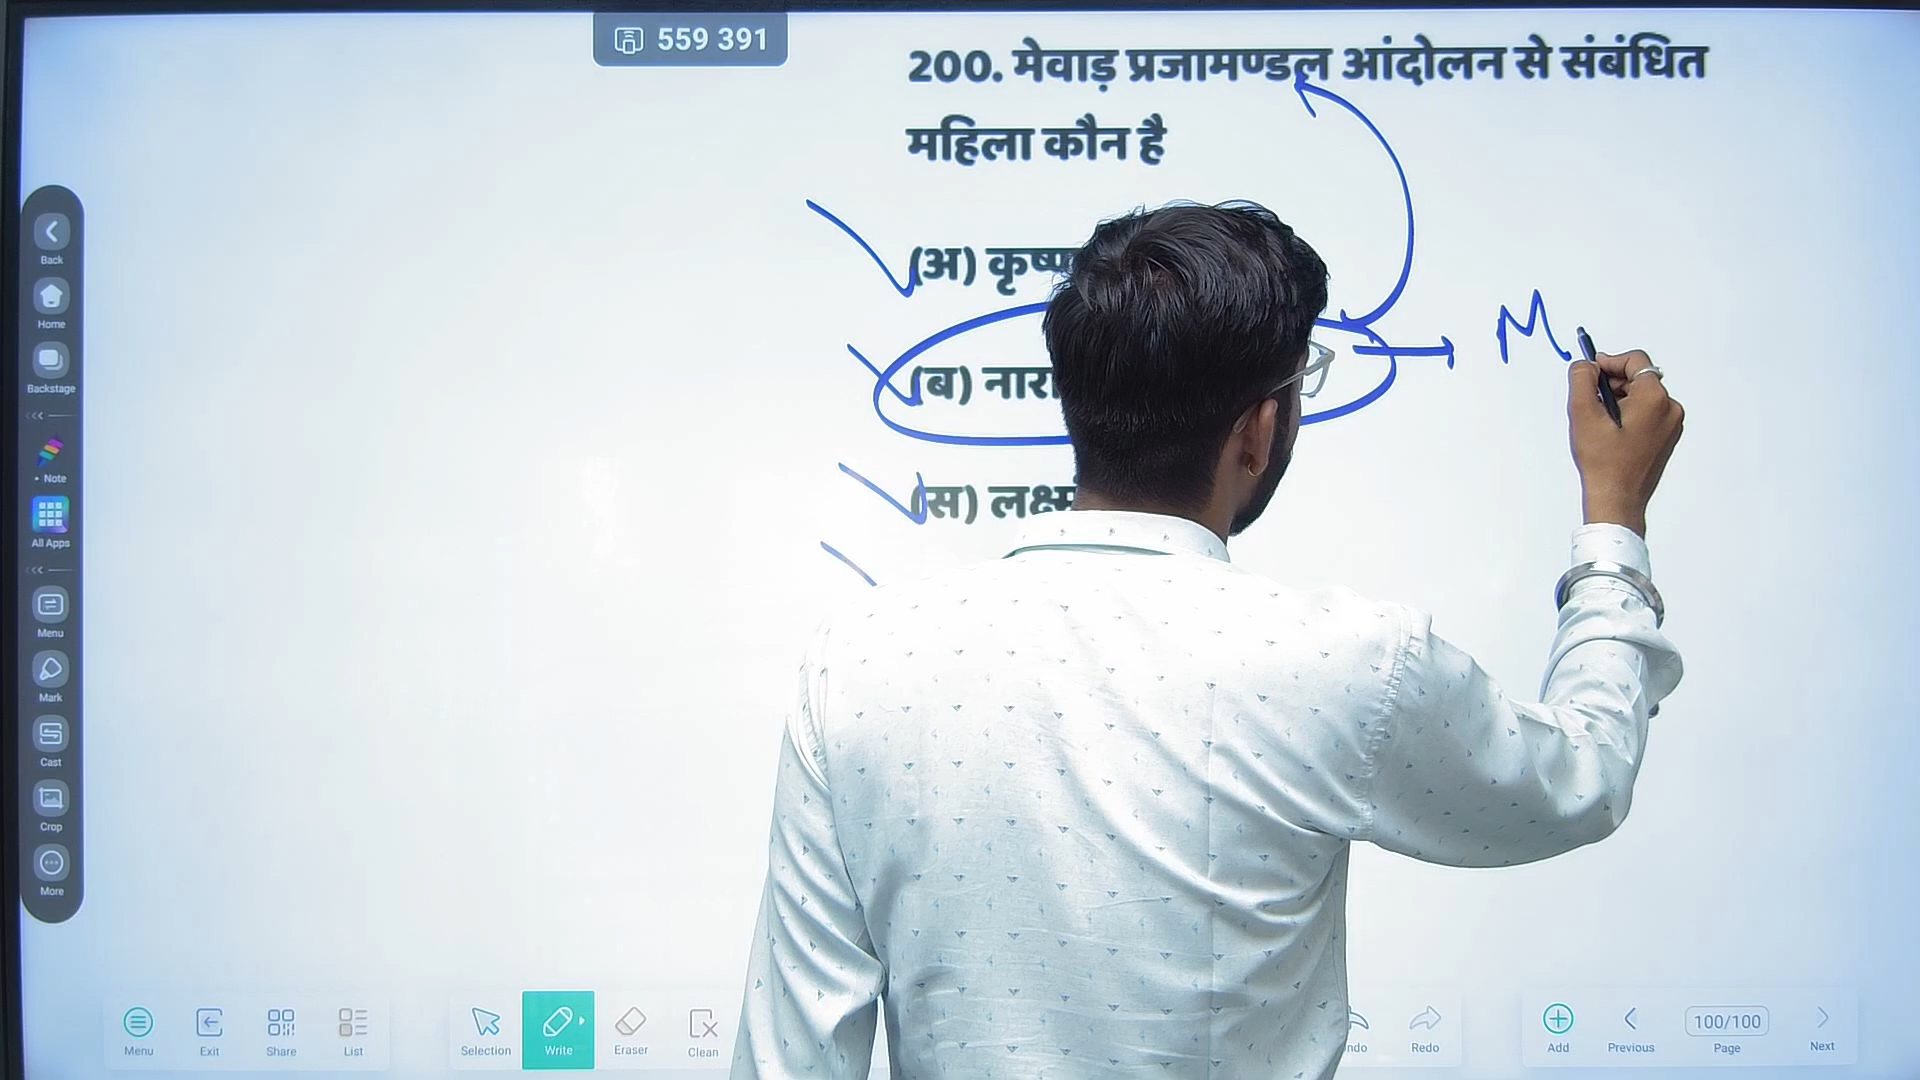 559 391
200. मेवाड़ प्रजामण्डल आंदोलन से संबंधित
महिला कौन है
(अ)
(ब)
(स)
M
Back
Home
Backstage
Note
All Apps
Menu
Mark
Cast
Crop
More
Menu
Exit
Share
List
Selection
Write
Eraser
Clean
Redo
Add
Previous
100/100
Page
Next